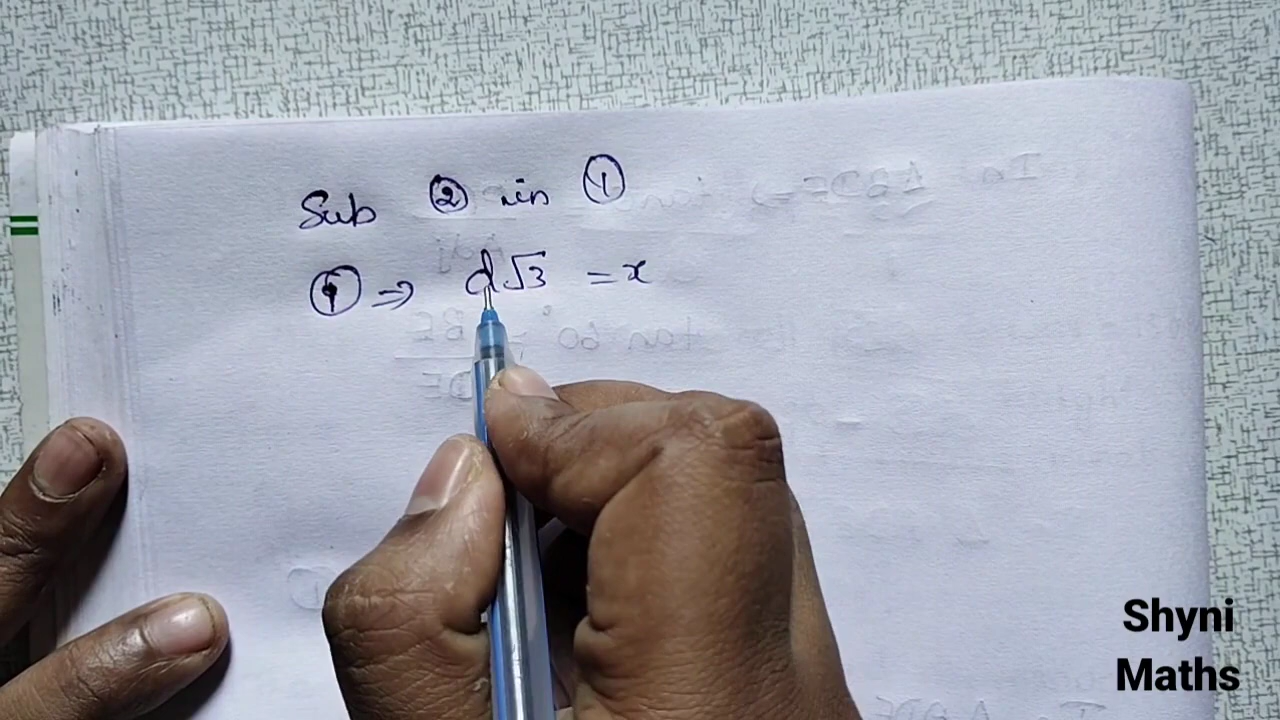 Sub ② in ①
① ⇒ d√3 = x
Shyni
Maths